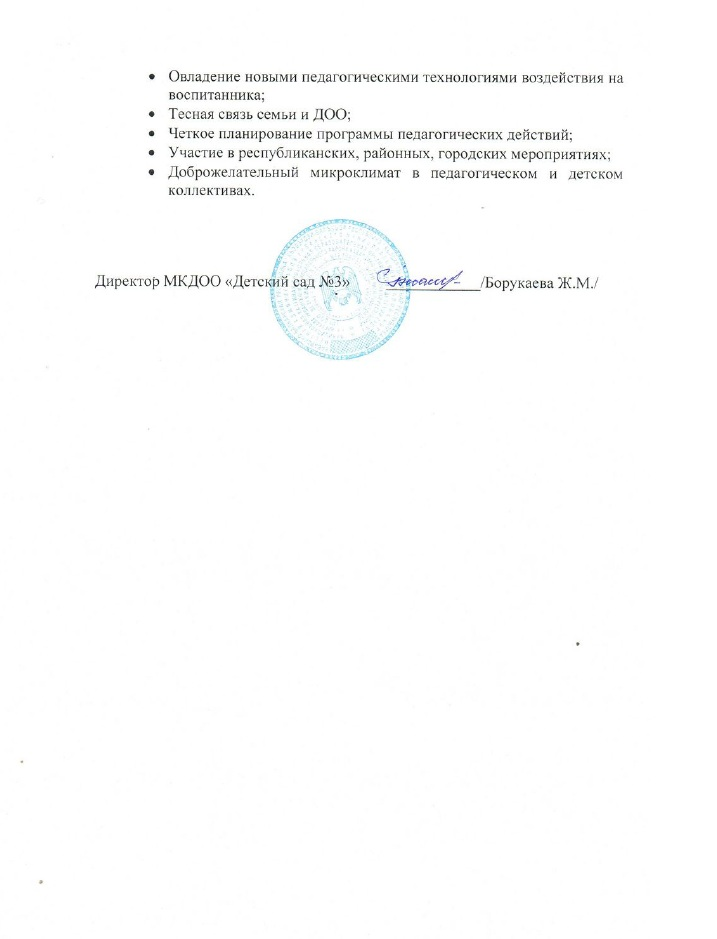 • Овладение новыми педагогическими технологиями воздействия на
воспитанника;
• Тесная связь семьи и ДОО;
• Четкое планирование программы педагогических действий;
• Участие в республиканских, районных, городских мероприятиях;
• Доброжелательный микроклимат в педагогическом и детском
коллективах.
Директор МКДОО «Детский сад №3» ____________/Борукаева Ж.М./